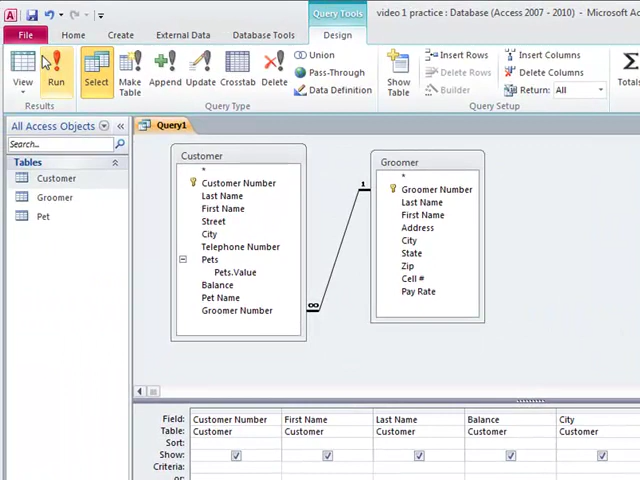 Query Tools
video 1 practice : Database (Access 2007 - 2010) - Microsoft A
File Home Create External Data Database Tools Design
View
Run
Select
Make Table
Append
Update
Crosstab
Delete
Union
Pass-Through
Data Definition
Show Table
Insert Rows
Delete Rows
Builder
Insert Columns
Delete Columns
Return: All
Totals
Results
Query Type
Query Setup
All Access Objects
Search...
Tables
Customer
Groomer
Pet
Query1
Customer
*
Customer Number
Last Name
First Name
Street
City
Telephone Number
Pets
Pets.Value
Balance
Pet Name
Groomer Number
1
∞
Groomer
*
Groomer Number
Last Name
First Name
Address
City
State
Zip
Cell #
Pay Rate
Field: Customer Number First Name Last Name Balance City
Table: Customer Customer Customer Customer Customer
Sort:
Show:
Criteria:
or: